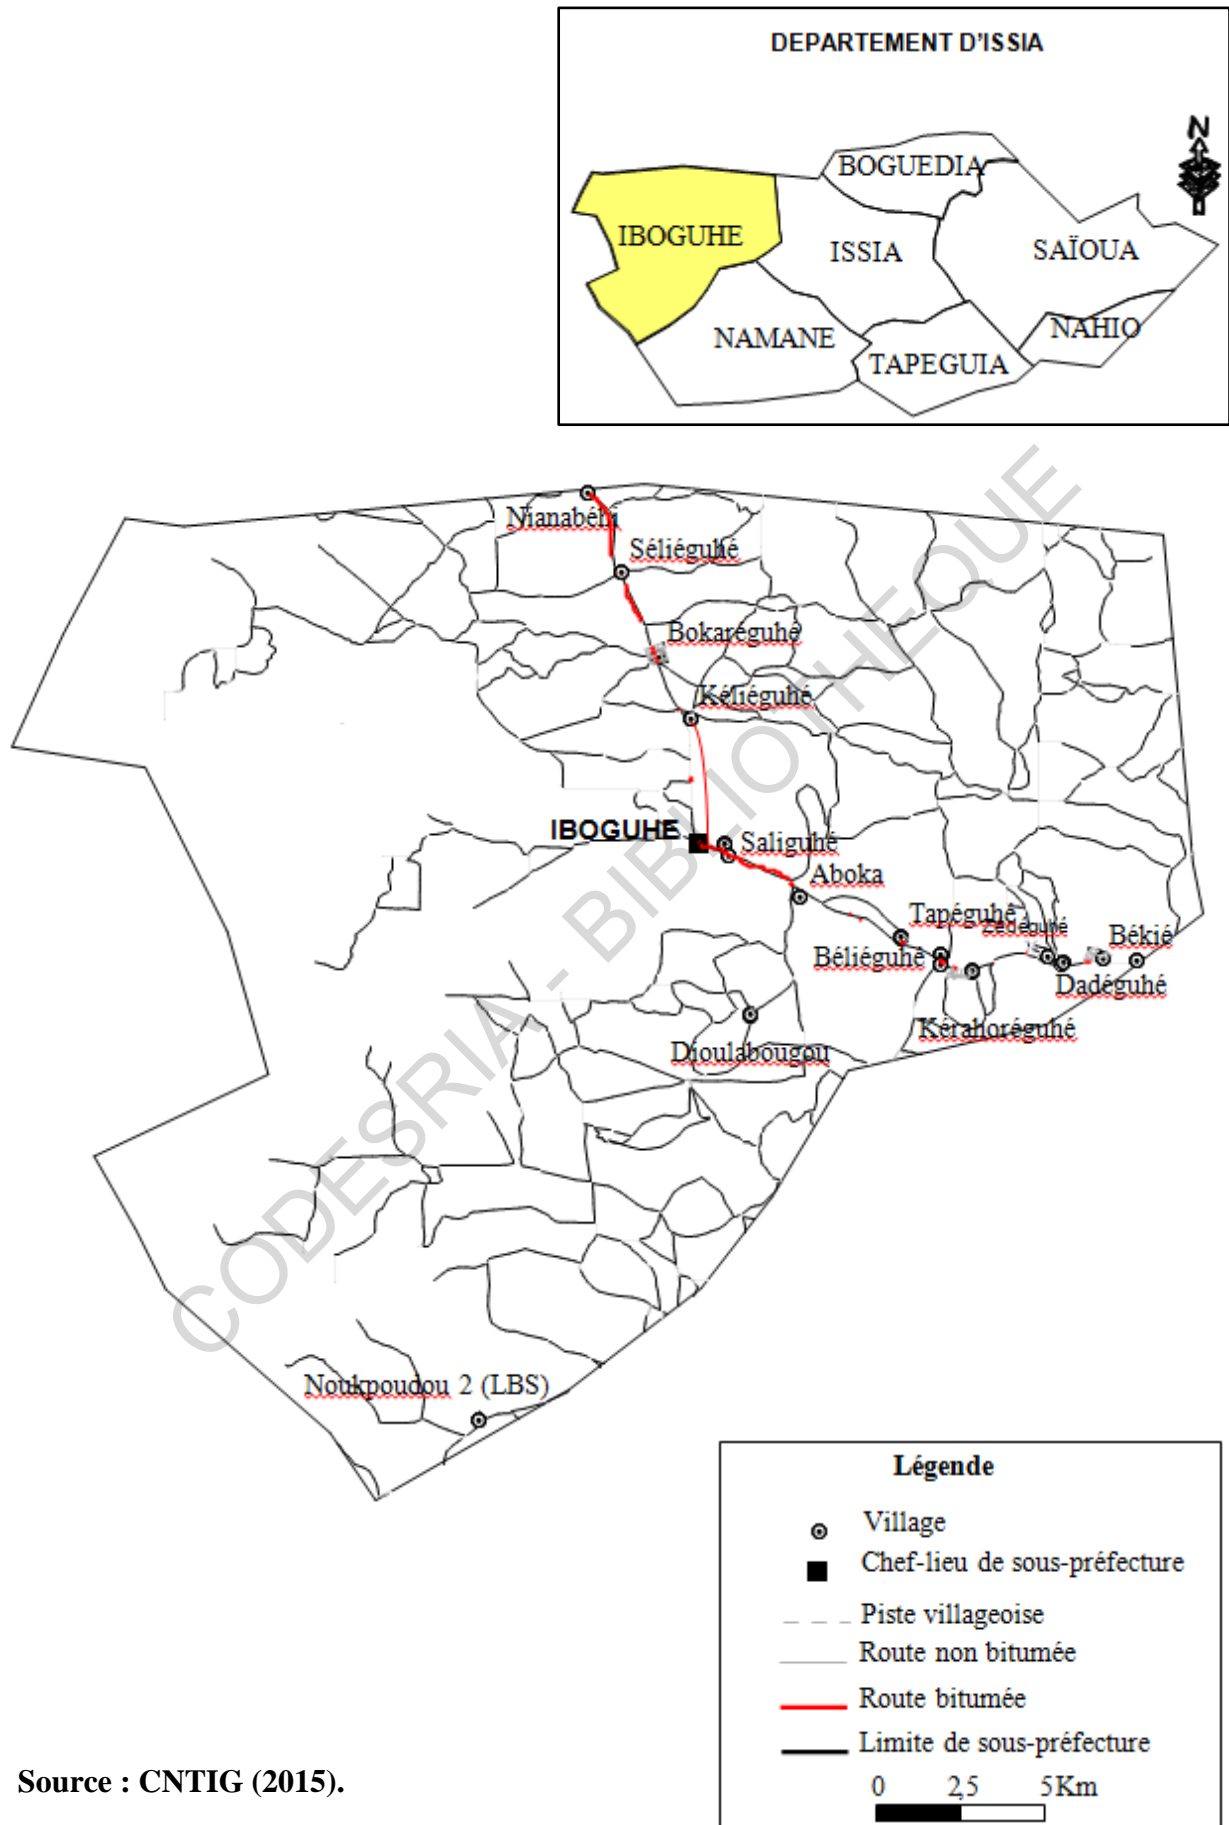 DEPARTEMENT D'ISSIA
N
BOGUEDIA
IBOGUHE
ISSIA
SAÏOUA
NAMANE
NAHIO
TAPEGUIA
Nianabéhi
Séliéguhé
Bokaréguhé
Kéliéguhé
IBOGUHE
Saliguhé
Aboka
Tapéguhé
Zédéguhé
Békié
Béliéguhé
Dadéguhé
Kérahoréguhé
Dioulabougou
Noukpoudou 2 (LBS)
CODESRIA - BIBLIOTHEQUE
Légende
Village
Chef-lieu de sous-préfecture
Piste villageoise
Route non bitumée
Route bitumée
Limite de sous-préfecture
0 2,5 5Km
Source : CNTIG (2015).